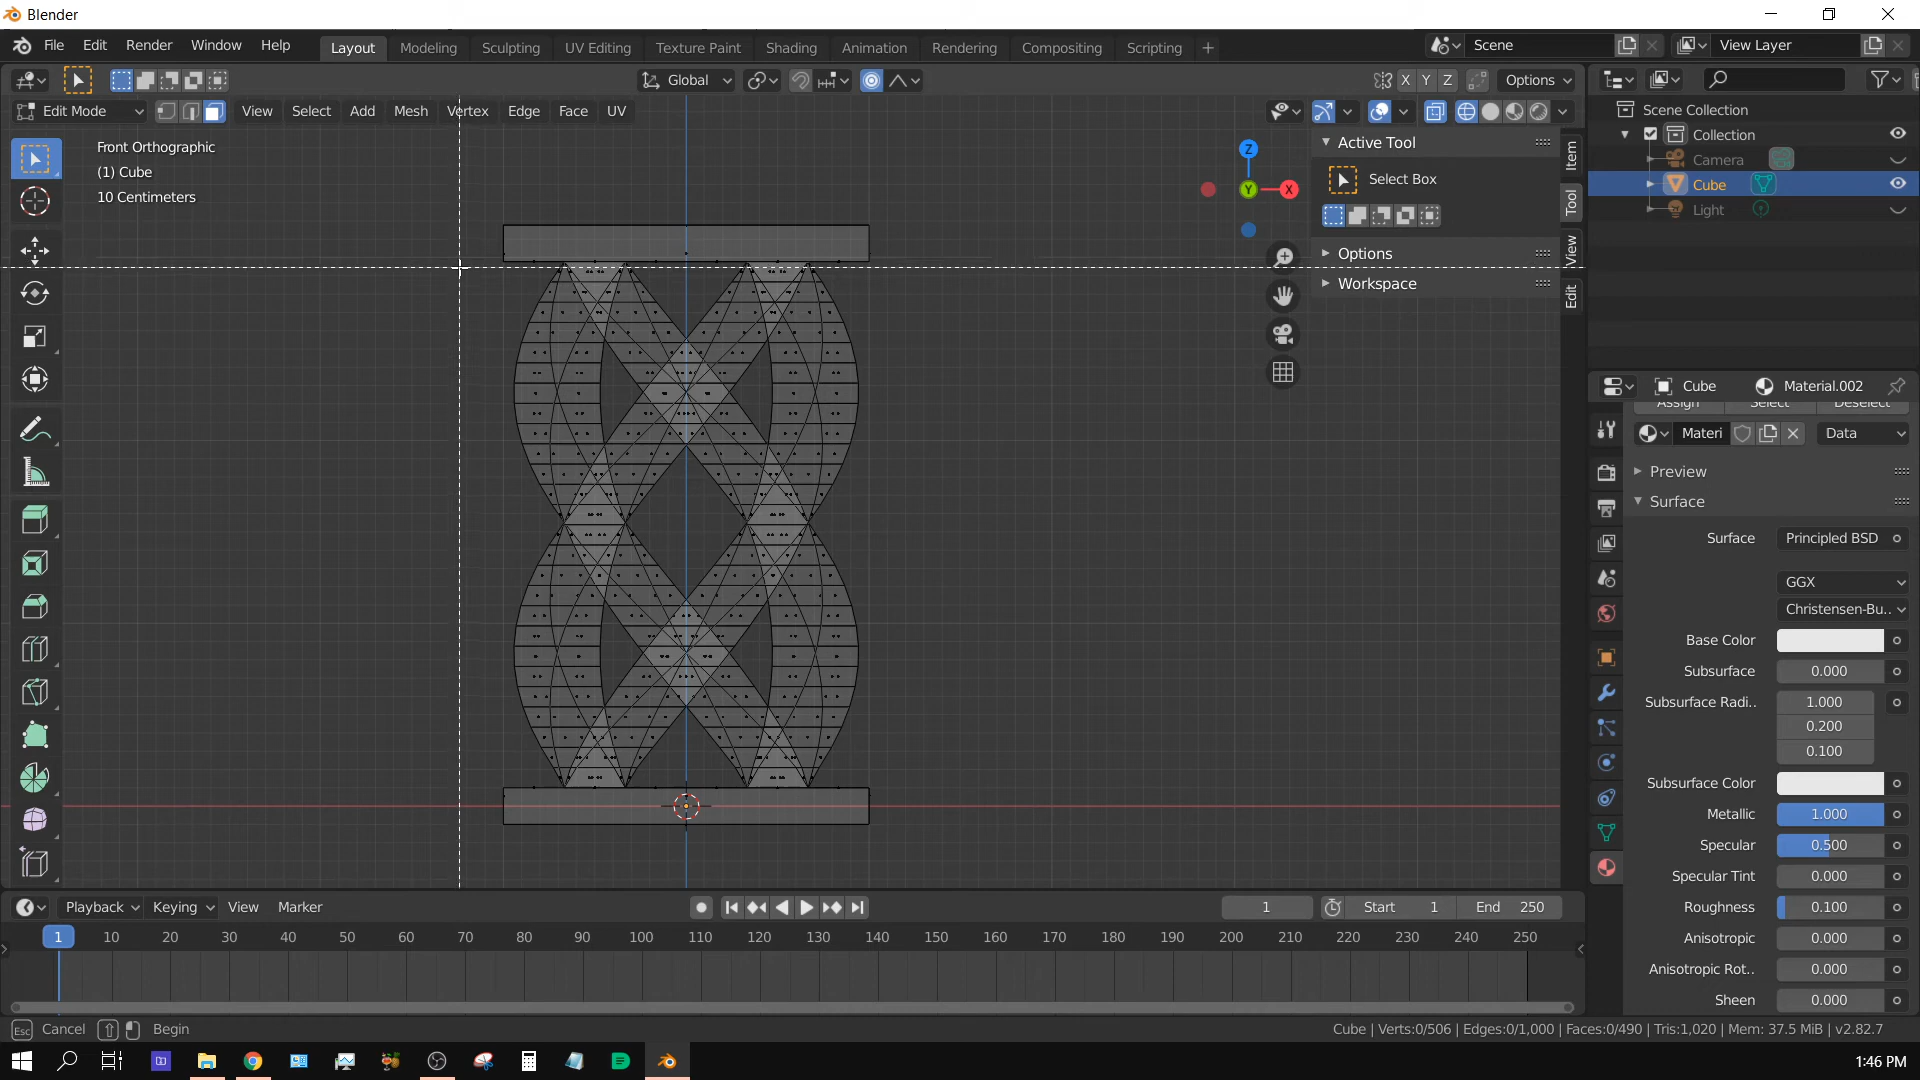 Blender
File Edit Render Window Help Layout Modeling Sculpting UV Editing Texture Paint Shading Animation Rendering Compositing Scripting + Scene View Layer
Global X Y Z Options
Edit Mode View Select Add Mesh Vertex Edge Face UV
Front Orthographic
(1) Cube
10 Centimeters
Z
Y X
Active Tool
Select Box
Options
Workspace
Item
Tool
View
Edit
Scene Collection
Collection
Camera
Cube
Light
Cube Material.002
Assign Select Deselect
Materi Data
Preview
Surface
Surface Principled BSD
GGX
Christensen-Bu..
Base Color
Subsurface 0.000
Subsurface Radi.. 1.000
0.200
0.100
Subsurface Color
Metallic 1.000
Specular 0.500
Specular Tint 0.000
Roughness 0.100
Anisotropic 0.000
Anisotropic Rot.. 0.000
Sheen 0.000
Playback Keying View Marker 1 Start 1 End 250
1 10 20 30 40 50 60 70 80 90 100 110 120 130 140 150 160 170 180 190 200 210 220 230 240 250
Esc Cancel Begin Cube | Verts:0/506 | Edges:0/1,000 | Faces:0/490 | Tris:1,020 | Mem: 37.5 MiB | v2.82.7
1:46 PM